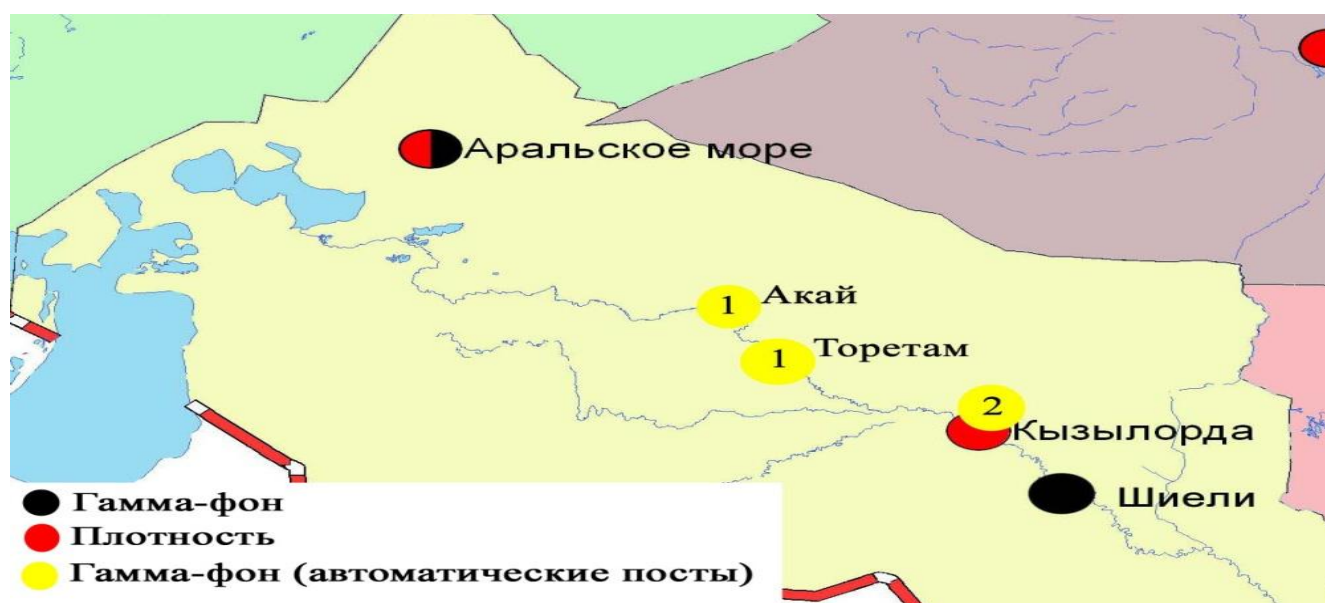 Аральское море
1 Акай
1 Торетам
2
Кызылорда
Шиели
Гамма-фон
Плотность
Гамма-фон (автоматические посты)